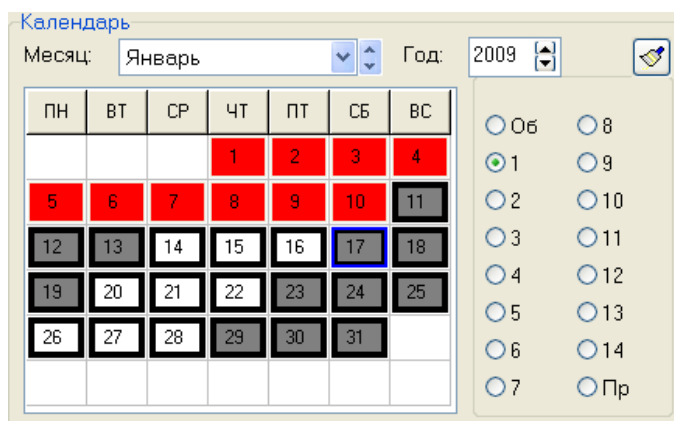 Календарь
Месяц: Январь Год: 2009
ПН ВТ СР ЧТ ПТ СБ ВС
1 2 3 4
5 6 7 8 9 10 11
12 13 14 15 16 17 18
19 20 21 22 23 24 25
26 27 28 29 30 31
Об 8
1 9
2 10
3 11
4 12
5 13
6 14
7 Пр